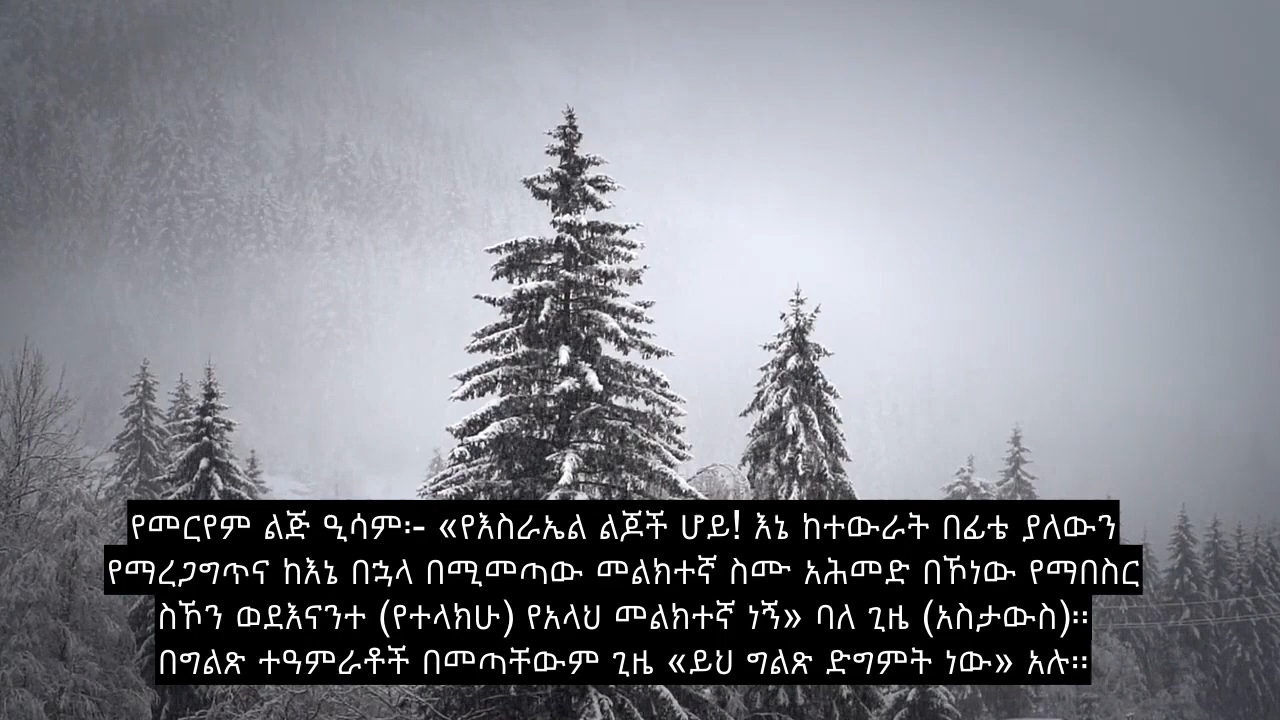 የመርየም ልጅ ዒሳም፡- «የእስራኤል ልጆች ሆይ! እኔ ከተውራት በፊቴ ያለውን
የማረጋግጥና ከእኔ በኋላ በሚመጣው መልክተኛ ስሙ አሕመድ በኾነው የማበስር
ስኾን ወደእናንተ (የተላክሁ) የአላህ መልክተኛ ነኝ» ባለ ጊዜ (አስታውስ)፡፡
በግልጽ ተዓምራቶች በመጣቸውም ጊዜ «ይህ ግልጽ ድግምት ነው» አሉ፡፡